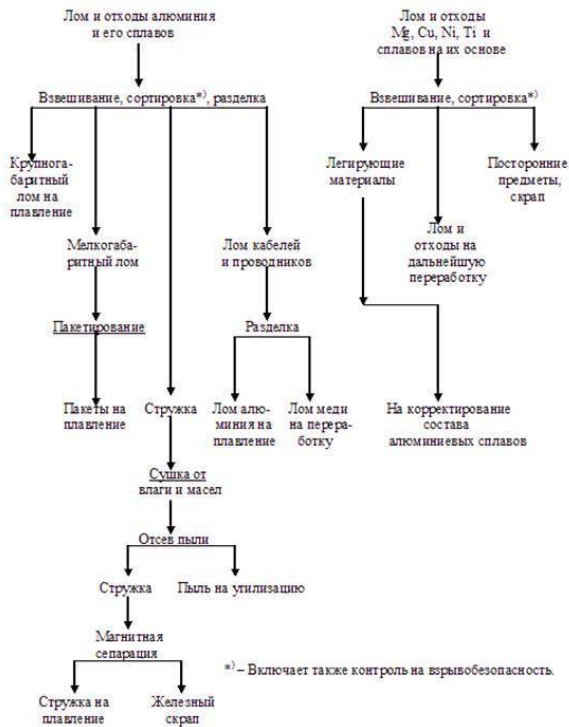 Лом и отходы алюминия
и его сплавов
Лом и отходы
Mg, Cu, Ni, Ti и
сплавов на их основе
Взвешивание, сортировка*), разделка
Взвешивание, сортировка*)
Крупнога-
баритный
лом на
плавление
Легирующие
материалы
Посторонние
предметы,
скрап
Мелкогаба-
ритный лом
Лом кабелей
и проводников
Лом и
отходы на
дальнейшую
переработку
Пакетирование
Разделка
Пакеты на
плавление
Стружка
Лом алю-
миния на
плавление
Лом меди
на перера-
ботку
На корректирование
состава
алюминиевых сплавов
Сушка от
влаги и масел
Отсев пыли
Стружка
Пыль на утилизацию
Магнитная
сепарация
*) – Включает также контроль на взрывобезопасность.
Стружка на
плавление
Железный
скрап